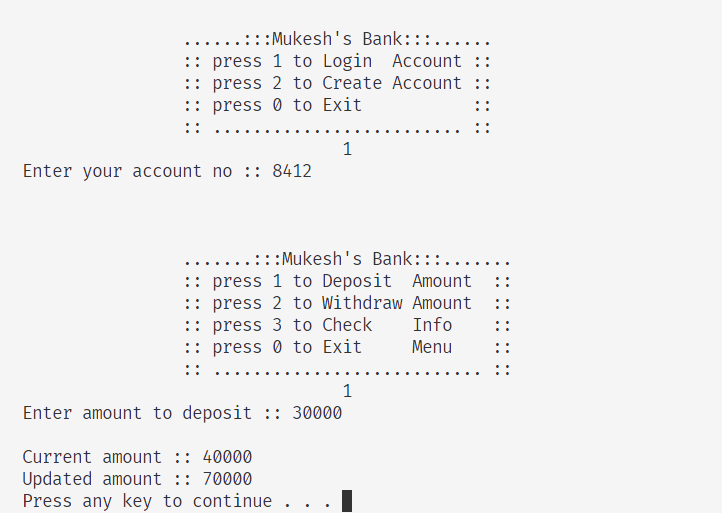 ......:::Mukesh's Bank:::......
:: press 1 to Login  Account ::
:: press 2 to Create Account ::
:: press 0 to Exit           ::
:: ......................... ::
1
Enter your account no :: 8412
.......:::Mukesh's Bank:::.......
:: press 1 to Deposit  Amount  ::
:: press 2 to Withdraw Amount  ::
:: press 3 to Check    Info    ::
:: press 0 to Exit     Menu    ::
:: ........................... ::
1
Enter amount to deposit :: 30000
Current amount :: 40000
Updated amount :: 70000
Press any key to continue . . .